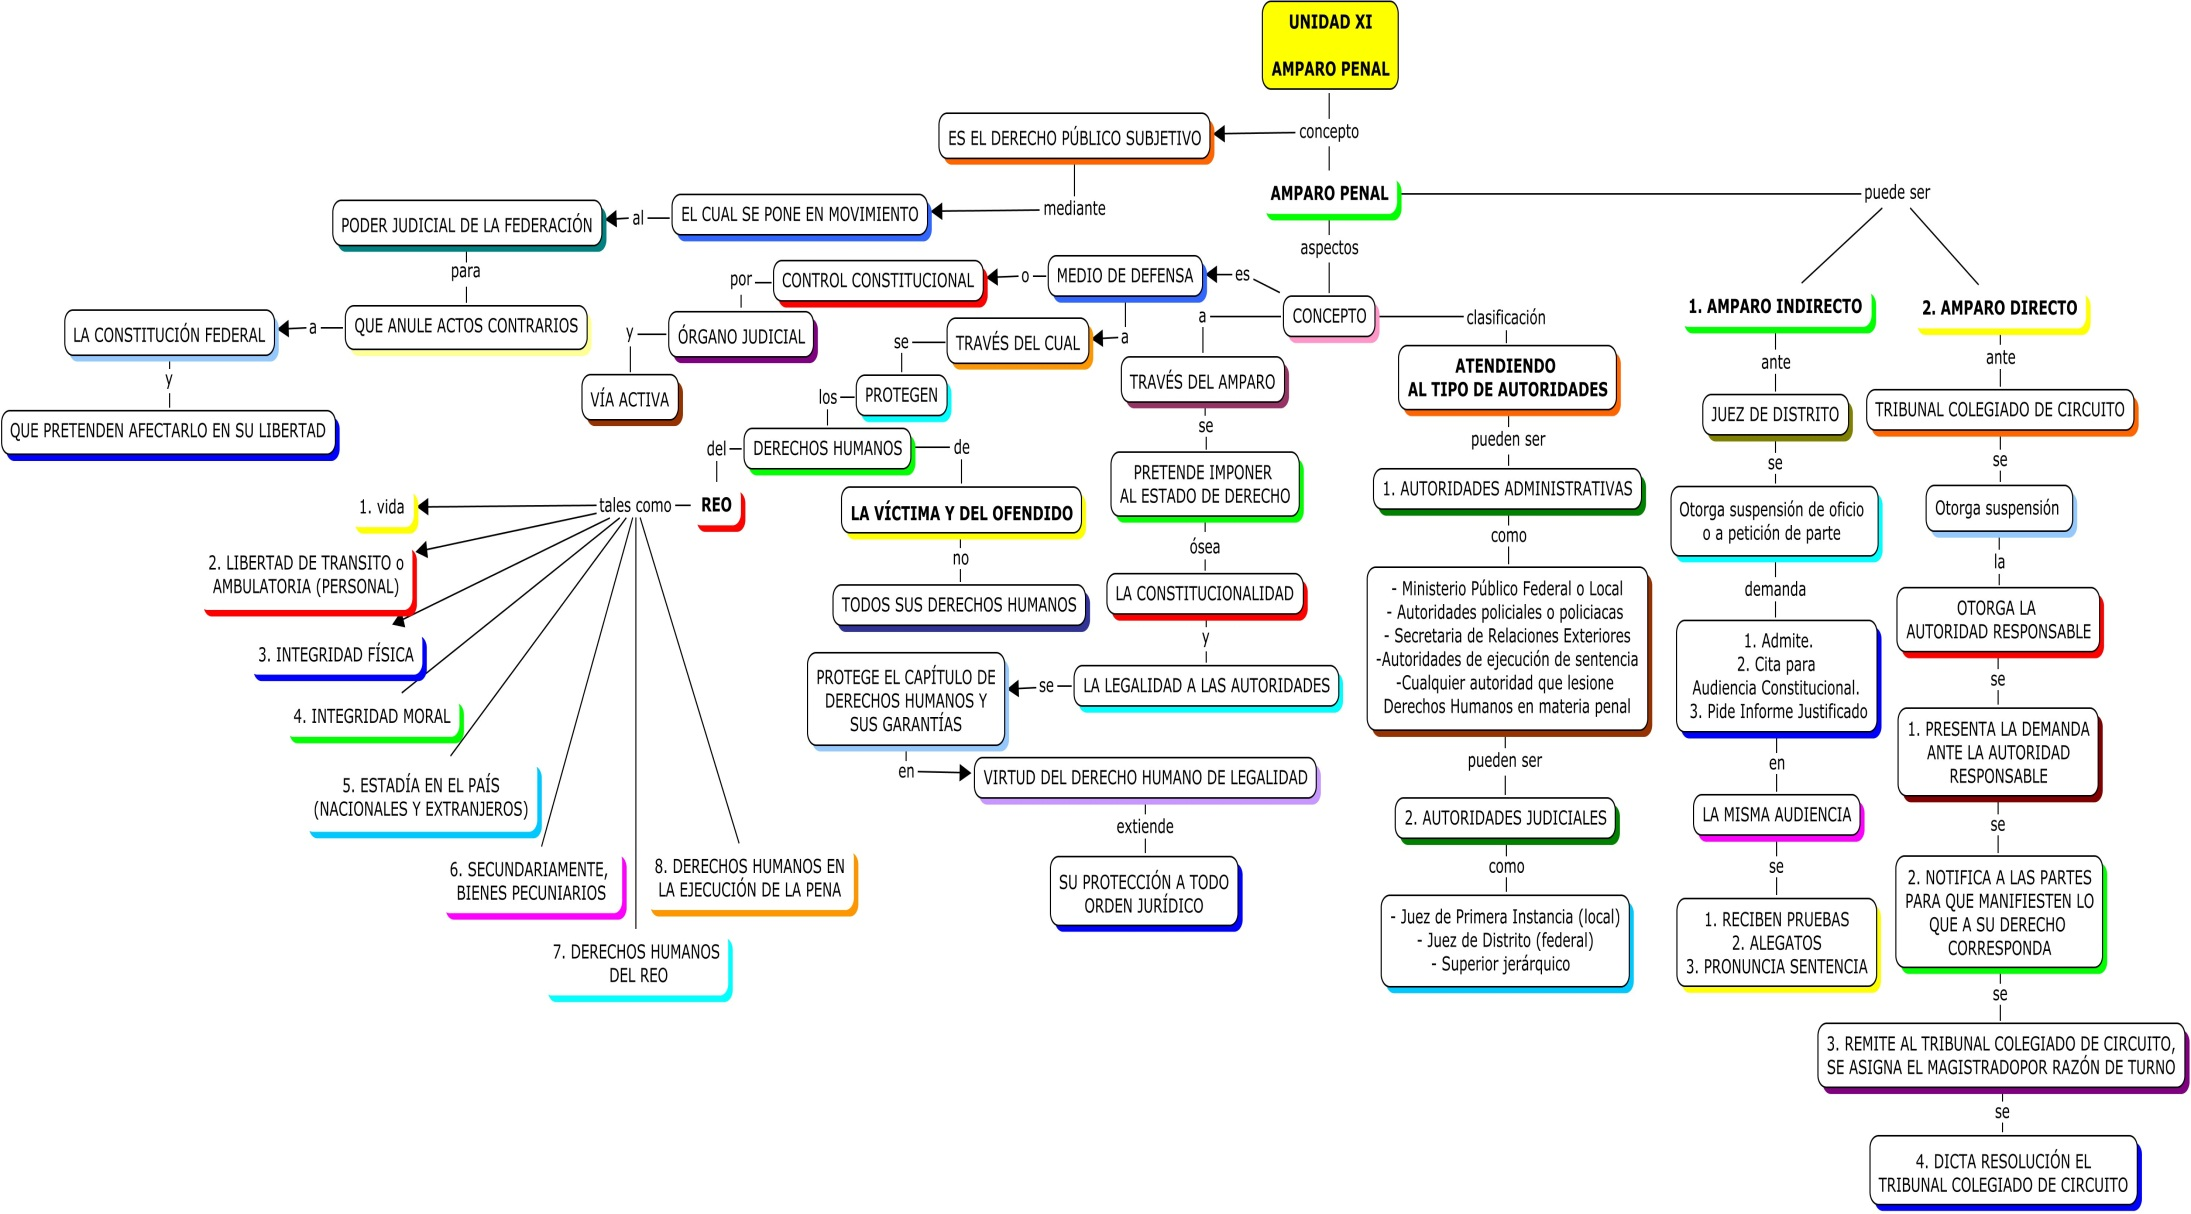 UNIDAD XI
AMPARO PENAL
concepto
ES EL DERECHO PÚBLICO SUBJETIVO
mediante
EL CUAL SE PONE EN MOVIMIENTO
al
PODER JUDICIAL DE LA FEDERACIÓN
para
QUE ANULE ACTOS CONTRARIOS
a
LA CONSTITUCIÓN FEDERAL
y
QUE PRETENDEN AFECTARLO EN SU LIBERTAD
AMPARO PENAL
aspectos
CONCEPTO
es
MEDIO DE DEFENSA
o
CONTROL CONSTITUCIONAL
por
ÓRGANO JUDICIAL
y
VÍA ACTIVA
a
TRAVÉS DEL CUAL
se
PROTEGEN
los
DERECHOS HUMANOS
del
REO
tales como
1. vida
2. LIBERTAD DE TRANSITO o
AMBULATORIA (PERSONAL)
3. INTEGRIDAD FÍSICA
4. INTEGRIDAD MORAL
5. ESTADÍA EN EL PAÍS
(NACIONALES Y EXTRANJEROS)
6. SECUNDARIAMENTE,
BIENES PECUNIARIOS
7. DERECHOS HUMANOS
DEL REO
8. DERECHOS HUMANOS EN
LA EJECUCIÓN DE LA PENA
de
LA VÍCTIMA Y DEL OFENDIDO
no
TODOS SUS DERECHOS HUMANOS
a
TRAVÉS DEL AMPARO
se
PRETENDE IMPONER
AL ESTADO DE DERECHO
ósea
LA CONSTITUCIONALIDAD
y
LA LEGALIDAD A LAS AUTORIDADES
se
PROTEGE EL CAPÍTULO DE
DERECHOS HUMANOS Y
SUS GARANTÍAS
en
VIRTUD DEL DERECHO HUMANO DE LEGALIDAD
extiende
SU PROTECCIÓN A TODO
ORDEN JURÍDICO
clasificación
ATENDIENDO
AL TIPO DE AUTORIDADES
pueden ser
1. AUTORIDADES ADMINISTRATIVAS
como
- Ministerio Público Federal o Local
- Autoridades policiales o policiacas
- Secretaria de Relaciones Exteriores
-Autoridades de ejecución de sentencia
-Cualquier autoridad que lesione
Derechos Humanos en materia penal
pueden ser
2. AUTORIDADES JUDICIALES
como
- Juez de Primera Instancia (local)
- Juez de Distrito (federal)
- Superior jerárquico
puede ser
1. AMPARO INDIRECTO
ante
JUEZ DE DISTRITO
se
Otorga suspensión de oficio
o a petición de parte
demanda
1. Admite.
2. Cita para
Audiencia Constitucional.
3. Pide Informe Justificado
en
LA MISMA AUDIENCIA
se
1. RECIBEN PRUEBAS
2. ALEGATOS
3. PRONUNCIA SENTENCIA
2. AMPARO DIRECTO
ante
TRIBUNAL COLEGIADO DE CIRCUITO
se
Otorga suspensión
la
OTORGA LA
AUTORIDAD RESPONSABLE
se
1. PRESENTA LA DEMANDA
ANTE LA AUTORIDAD
RESPONSABLE
se
2. NOTIFICA A LAS PARTES
PARA QUE MANIFIESTEN LO
QUE A SU DERECHO
CORRESPONDA
se
3. REMITE AL TRIBUNAL COLEGIADO DE CIRCUITO,
SE ASIGNA EL MAGISTRADOPOR RAZÓN DE TURNO
se
4. DICTA RESOLUCIÓN EL
TRIBUNAL COLEGIADO DE CIRCUITO